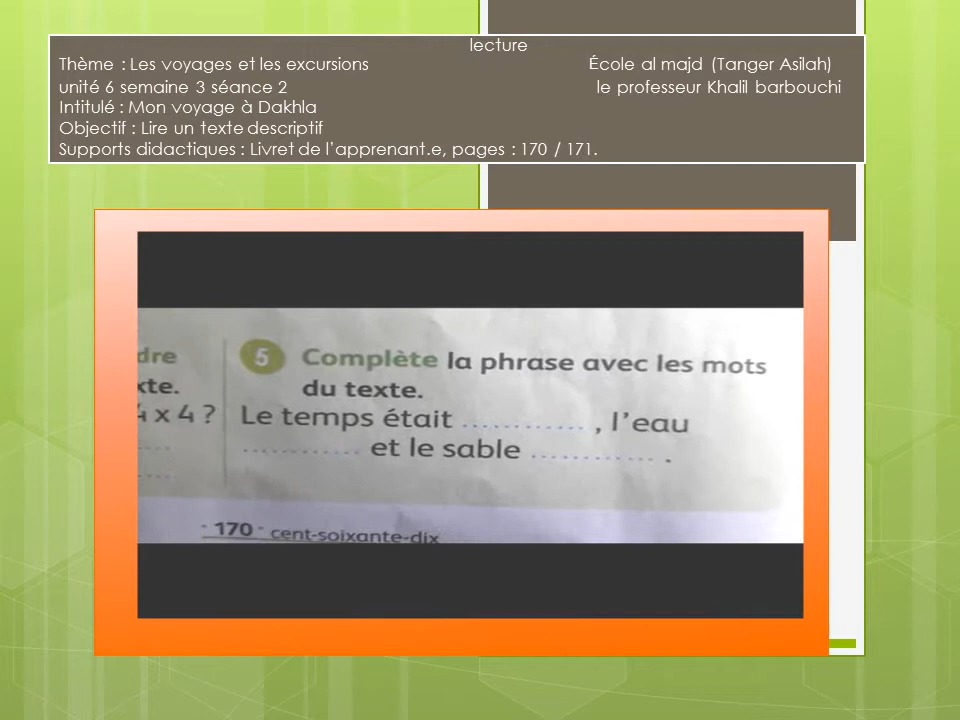 lecture
Thème : Les voyages et les excursions École al majd (Tanger Asilah)
unité 6 semaine 3 séance 2 le professeur Khalil barbouchi
Intitulé : Mon voyage à Dakhla
Objectif : Lire un texte descriptif
Supports didactiques : Livret de l'apprenant.e, pages : 170 / 171.
dre
xte.
4 x 4 ?
5 Complète la phrase avec les mots
du texte.
Le temps était ............ , l'eau
............ et le sable ............. .
- 170 - cent-soixante-dix